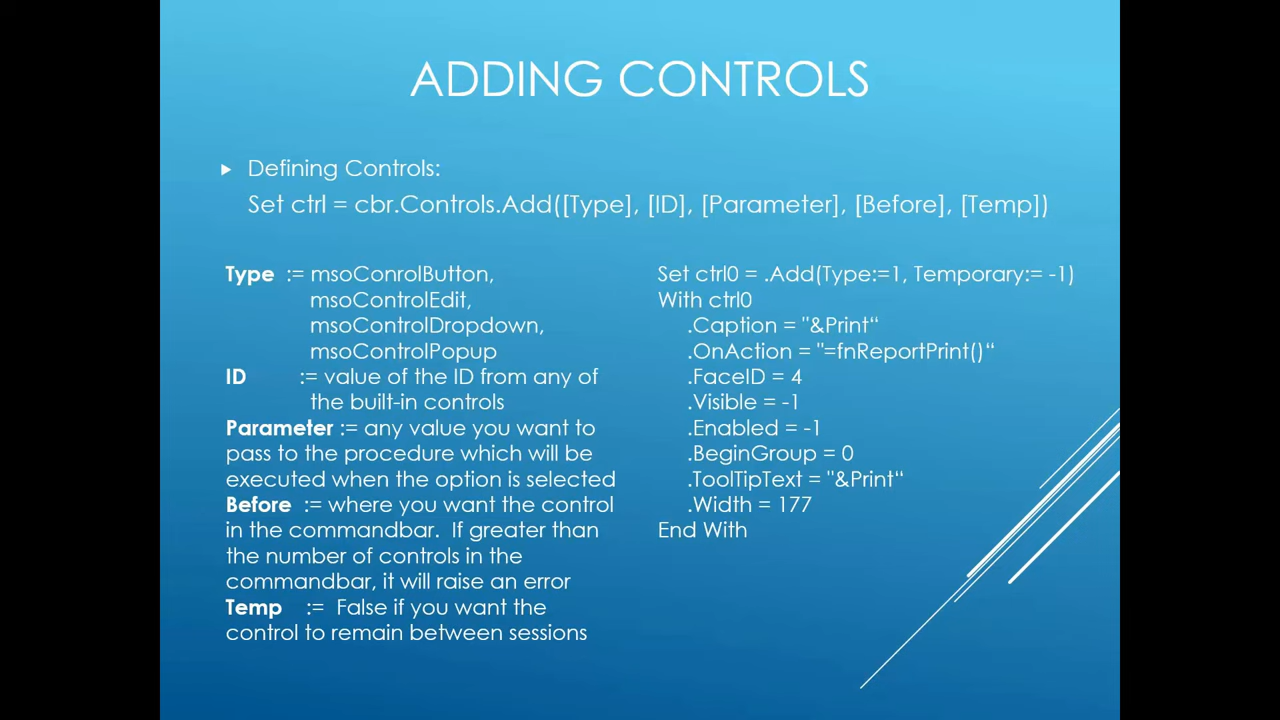 ADDING CONTROLS
Defining Controls:
Set ctrl = cbr.Controls.Add([Type], [ID], [Parameter], [Before], [Temp])
Type := msoConrolButton,
msoControlEdit,
msoControlDropdown,
msoControlPopup
ID := value of the ID from any of
the built-in controls
Parameter := any value you want to
pass to the procedure which will be
executed when the option is selected
Before := where you want the control
in the commandbar. If greater than
the number of controls in the
commandbar, it will raise an error
Temp := False if you want the
control to remain between sessions
Set ctrl0 = .Add(Type:=1, Temporary:= -1)
With ctrl0
.Caption = "&Print“
.OnAction = "=fnReportPrint()“
.FaceID = 4
.Visible = -1
.Enabled = -1
.BeginGroup = 0
.ToolTipText = "&Print“
.Width = 177
End With